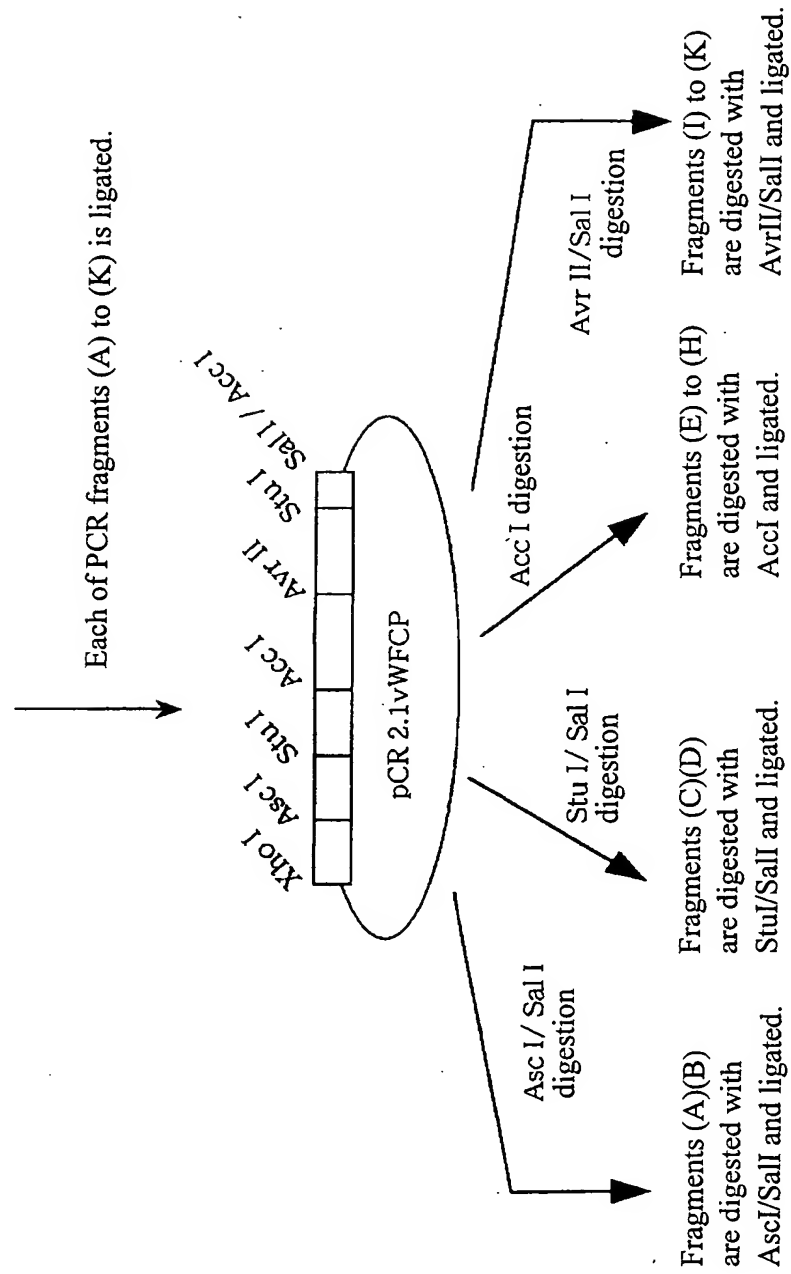 Each of PCR fragments (A) to (K) is ligated.
Xho I
Asc I
Stu I
Acc I
Avr II
Stu I
Sal I / Acc I
pCR 2.1vWFCP
Asc I/ Sal I
digestion
Stu I/ Sal I
digestion
Acc I digestion
Avr II/Sal I
digestion
Fragments (A)(B)
are digested with
AscI/SalI and ligated.
Fragments (C)(D)
are digested with
StuI/SalI and ligated.
Fragments (E) to (H)
are digested with
AccI and ligated.
Fragments (I) to (K)
are digested with
AvrII/SalI and ligated.